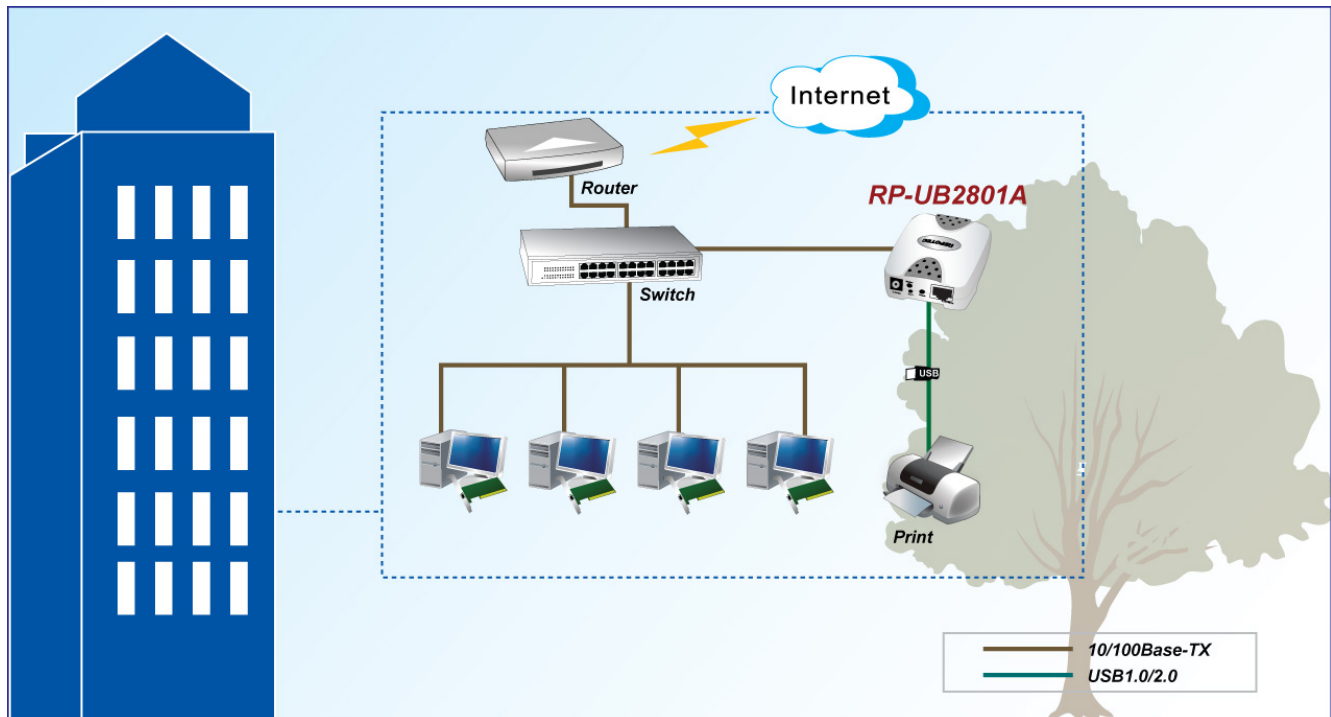 Internet
Router
RP-UB2801A
Switch
USB
Print
10/100Base-TX
USB1.0/2.0